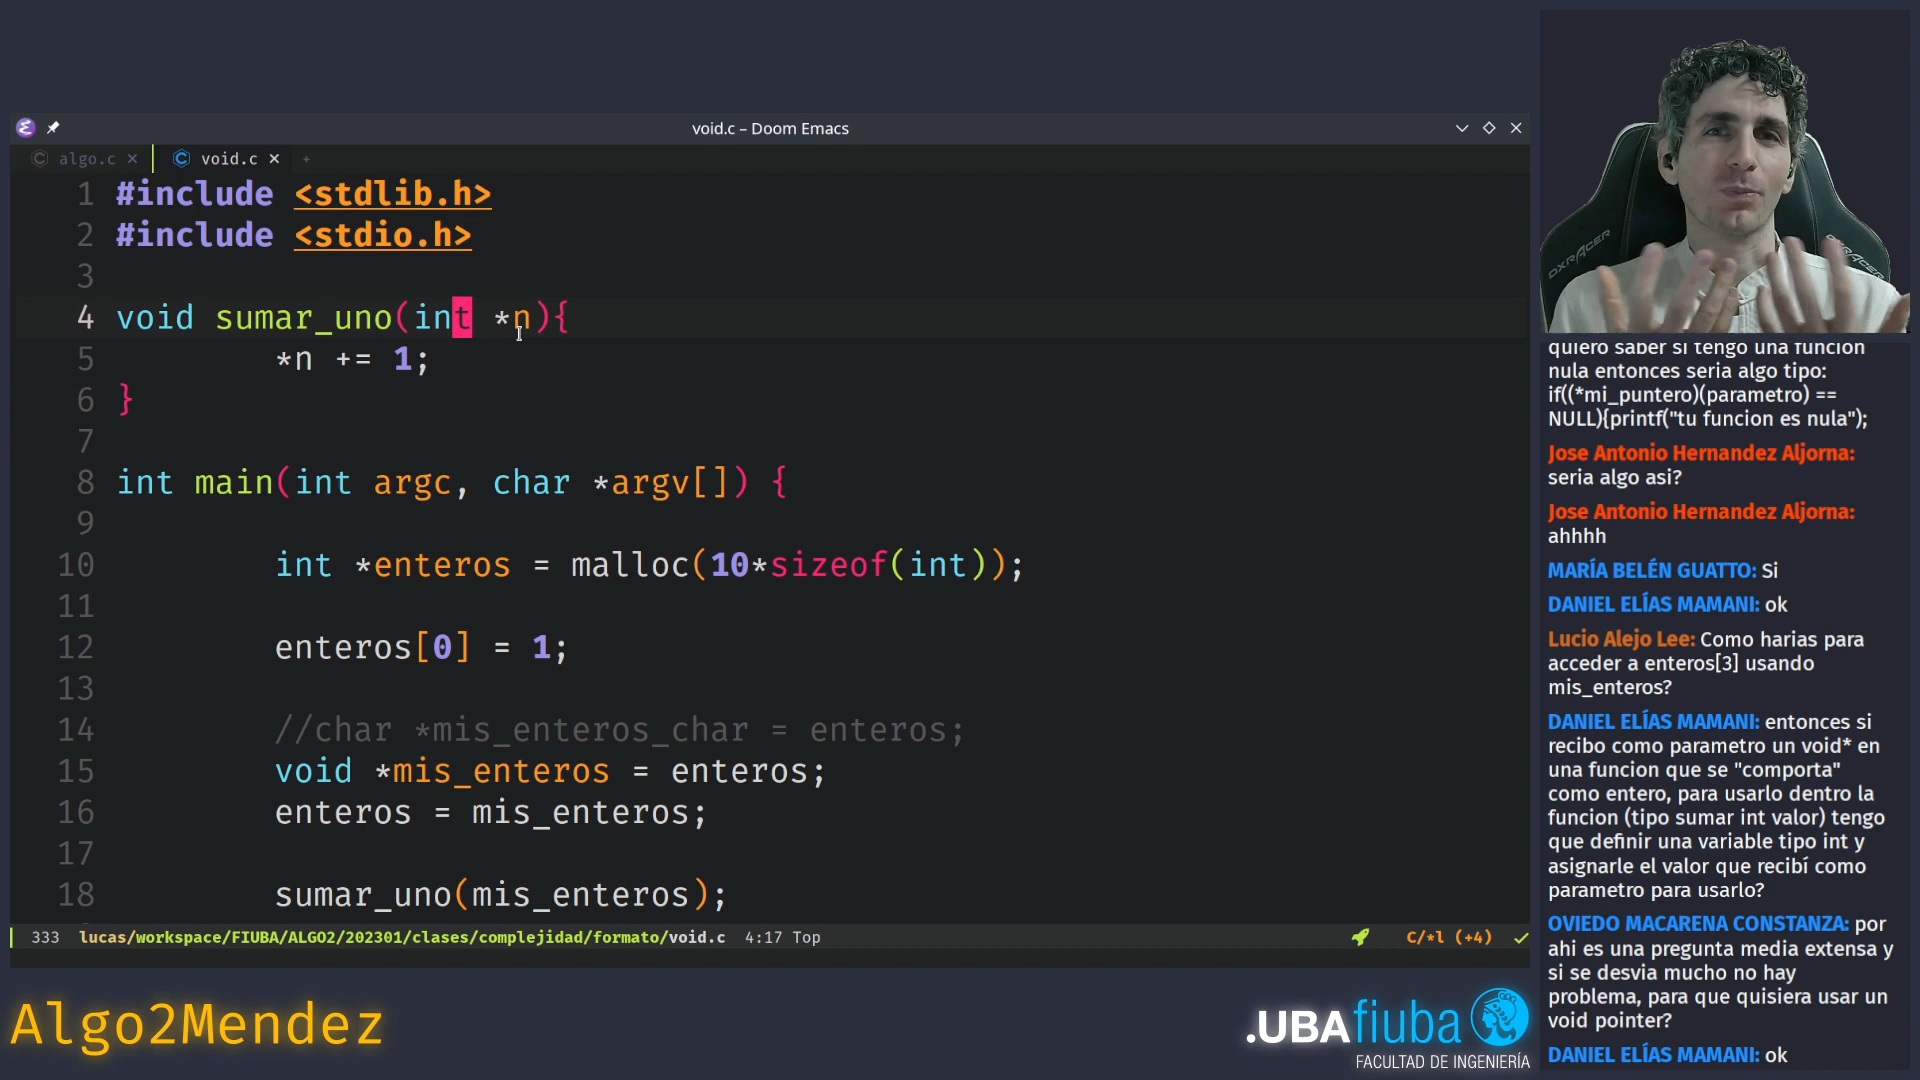 void.c – Doom Emacs
algo.c × void.c × +
1 #include <stdlib.h>
2 #include <stdio.h>
3
4 void sumar_uno(int *n){
5 *n += 1;
6 }
7
8 int main(int argc, char *argv[]) {
9
10 int *enteros = malloc(10*sizeof(int));
11
12 enteros[0] = 1;
13
14 //char *mis_enteros_char = enteros;
15 void *mis_enteros = enteros;
16 enteros = mis_enteros;
17
18 sumar_uno(mis_enteros);
333 lucas/workspace/FIUBA/ALGO2/202301/clases/complejidad/formato/void.c 4:17 Top C/*l (+4)
Algo2Mendez
.UBAfiuba
FACULTAD DE INGENIERÍA
DXRACER
DXRACER
quiero saber si tengo una funcion
nula entonces seria algo tipo:
if((*mi_puntero)(parametro) ==
NULL){printf("tu funcion es nula");
Jose Antonio Hernandez Aljorna:
seria algo asi?
Jose Antonio Hernandez Aljorna:
ahhhh
MARÍA BELÉN GUATTO: Si
DANIEL ELÍAS MAMANI: ok
Lucio Alejo Lee: Como harias para
acceder a enteros[3] usando
mis_enteros?
DANIEL ELÍAS MAMANI: entonces si
recibo como parametro un void* en
una funcion que se "comporta"
como entero, para usarlo dentro la
funcion (tipo sumar int valor) tengo
que definir una variable tipo int y
asignarle el valor que recibí como
parametro para usarlo?
OVIEDO MACARENA CONSTANZA: por
ahi es una pregunta media extensa y
si se desvia mucho no hay
problema, para que quisiera usar un
void pointer?
DANIEL ELÍAS MAMANI: ok